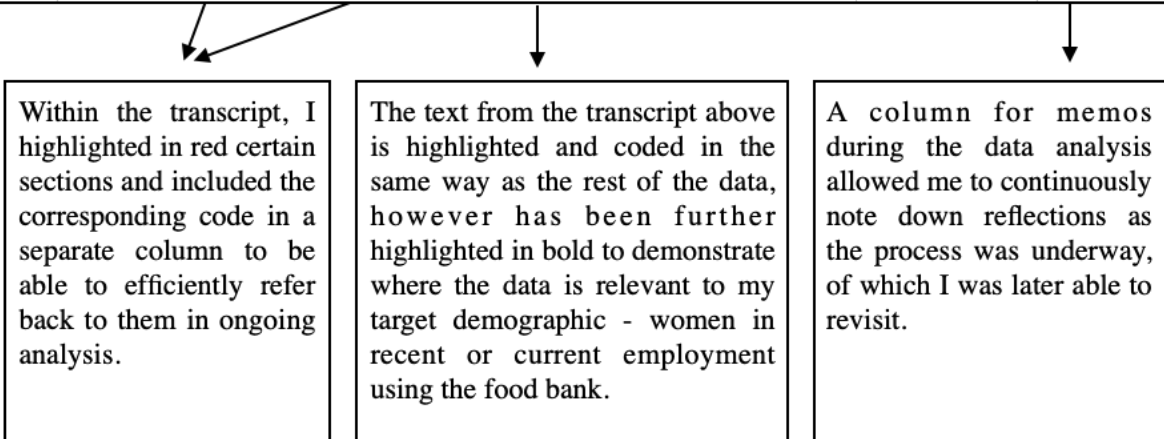 Within the transcript, I
highlighted in red certain
sections and included the
corresponding code in a
separate column to be
able to efficiently refer
back to them in ongoing
analysis.
The text from the transcript above
is highlighted and coded in the
same way as the rest of the data,
however has been further
highlighted in bold to demonstrate
where the data is relevant to my
target demographic - women in
recent or current employment
using the food bank.
A column for memos
during the data analysis
allowed me to continuously
note down reflections as
the process was underway,
of which I was later able to
revisit.